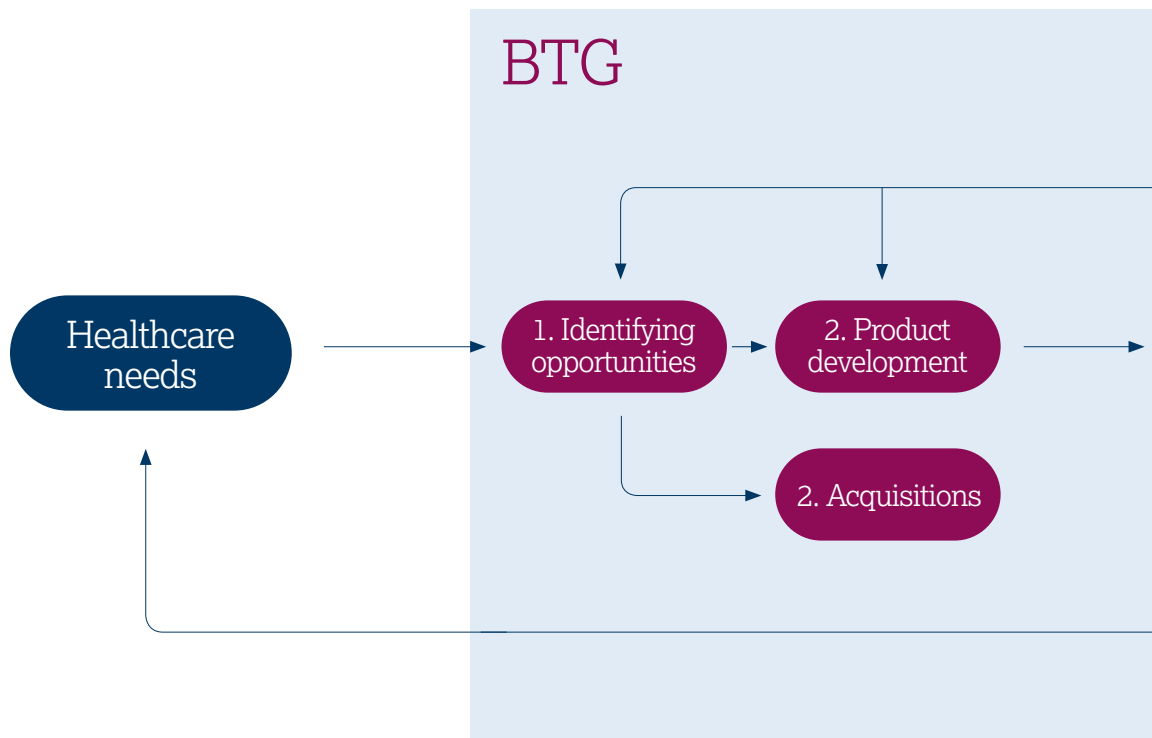 BTG
Healthcare
needs
1. Identifying
opportunities
2. Product
development
2. Acquisitions